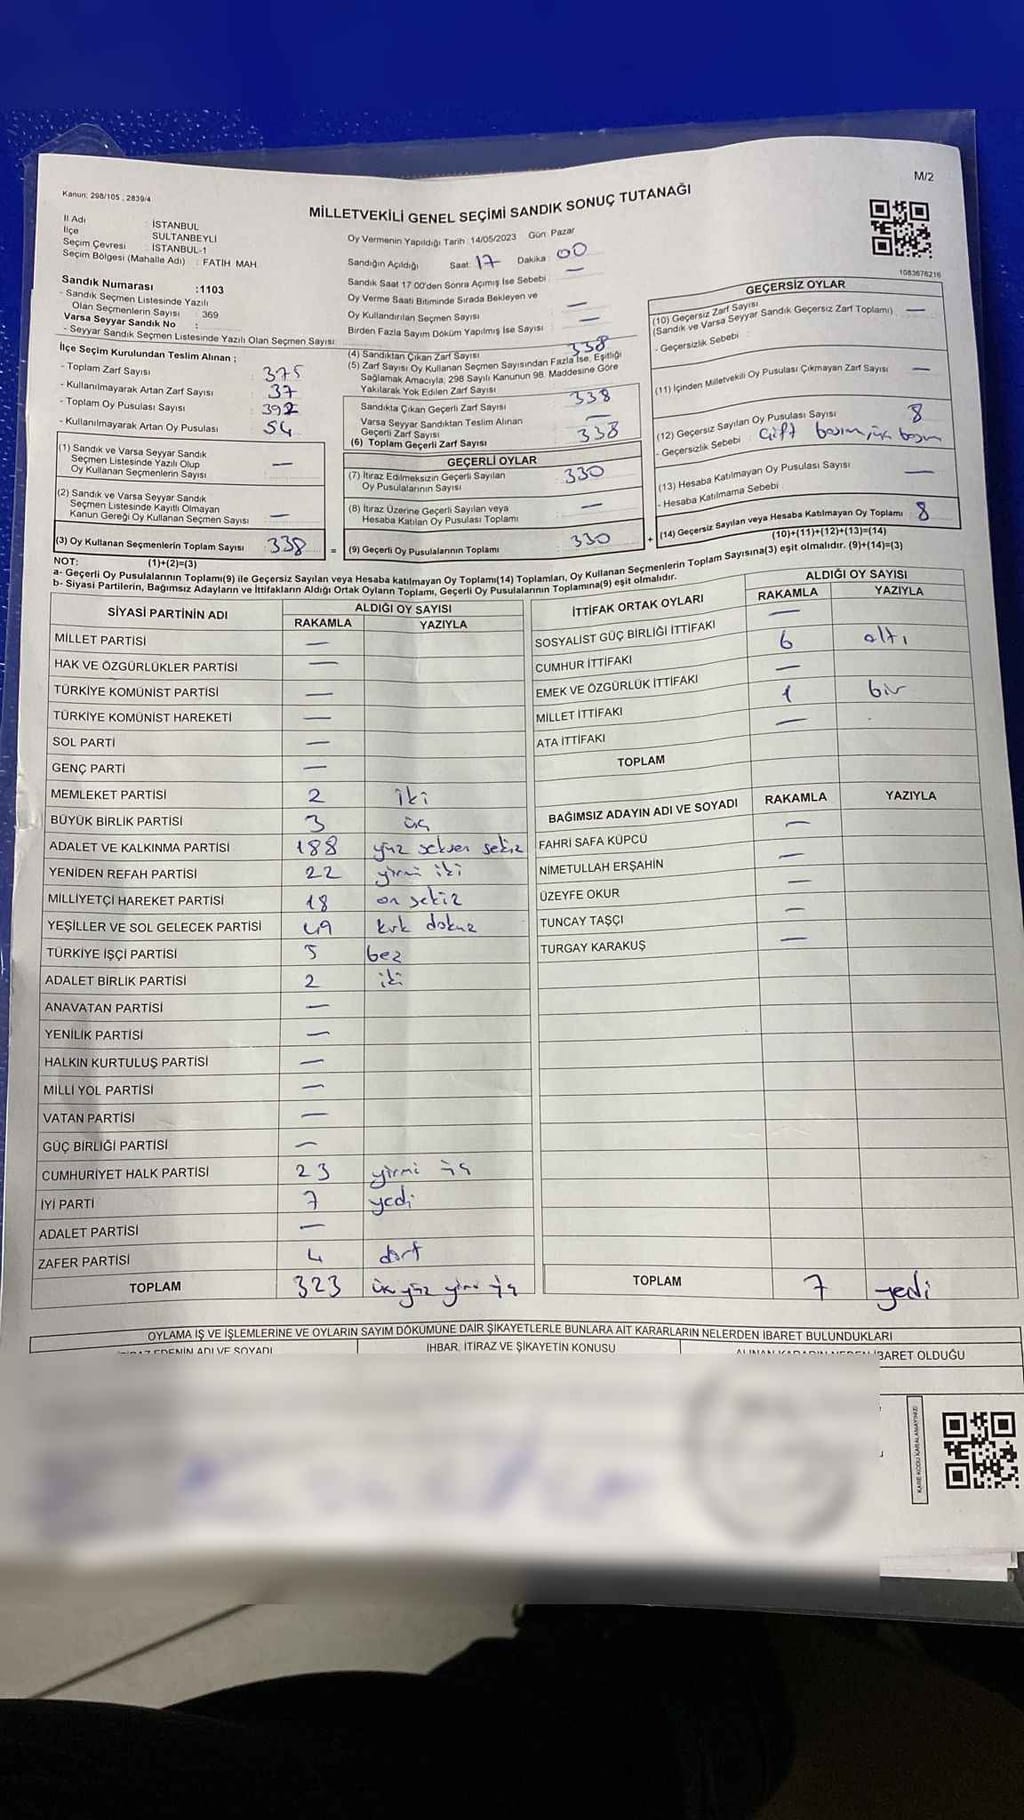 M/2
Kanun: 298/105 , 2839/4
MİLLETVEKİLİ GENEL SEÇİMİ SANDIK SONUÇ TUTANAĞI
İl Adı : İSTANBUL
İlçe : SULTANBEYLİ
Seçim Çevresi : İSTANBUL-1
Seçim Bölgesi (Mahalle Adı) : FATİH MAH.
Sandık Numarası :1103
- Sandık Seçmen Listesinde Yazılı
Olan Seçmenlerin Sayısı : 369
Varsa Seyyar Sandık No :
- Seyyar Sandık Seçmen Listesinde Yazılı Olan Seçmen Sayısı:
Oy Vermenin Yapıldığı Tarih :14/05/2023 Gün: Pazar
Sandığın Açıldığı Saat: 17 Dakika 00
Sandık Saat 17:00'den Sonra Açımış İse Sebebi : —
Oy Verme Saati Bitiminde Sırada Bekleyen ve
Oy Kullandırılan Seçmen Sayısı —
Birden Fazla Sayım Döküm Yapılmış İse Sayısı —
1083676216
İlçe Seçim Kurulundan Teslim Alınan ;
- Toplam Zarf Sayısı : 375
- Kullanılmayarak Artan Zarf Sayısı : 37
- Toplam Oy Pusulası Sayısı : 392
- Kullanılmayarak Artan Oy Pusulası : 54
(1) Sandık ve Varsa Seyyar Sandık
Seçmen Listesinde Yazılı Olup
Oy Kullanan Seçmenlerin Sayısı —
(2) Sandık ve Varsa Seyyar Sandık
Seçmen Listesinde Kayıtlı Olmayan
Kanun Gereği Oy Kullanan Seçmen Sayısı —
(3) Oy Kullanan Seçmenlerin Toplam Sayısı 338 =
(1)+(2)=(3)
(4) Sandıktan Çıkan Zarf Sayısı 338
(5) Zarf Sayısı Oy Kullanan Seçmen Sayısından Fazla İse, Eşitliği
Sağlamak Amacıyla; 298 Sayılı Kanunun 98. Maddesine Göre
Yakılarak Yok Edilen Zarf Sayısı
Sandıkta Çıkan Geçerli Zarf Sayısı 338
Varsa Seyyar Sandıktan Teslim Alınan
Geçerli Zarf Sayısı —
(6) Toplam Geçerli Zarf Sayısı 338
GEÇERLİ OYLAR
(7) İtiraz Edilmeksizin Geçerli Sayılan
Oy Pusulalarının Sayısı 330
(8) İtiraz Üzerine Geçerli Sayılan veya
Hesaba Katılan Oy Pusulası Toplamı —
(9) Geçerli Oy Pusulalarının Toplamı 330 +
GEÇERSİZ OYLAR
(10) Geçersiz Zarf Sayısı
(Sandık ve Varsa Seyyar Sandık Geçersiz Zarf Toplamı) —
- Geçersizlik Sebebi :
(11) İçinden Milletvekili Oy Pusulası Çıkmayan Zarf Sayısı —
(12) Geçersiz Sayılan Oy Pusulası Sayısı 8
- Geçersizlik Sebebi : Çift basım,
(13) Hesaba Katılmayan Oy Pusulası Sayısı —
- Hesaba Katılmama Sebebi :
(14) Geçersiz Sayılan veya Hesaba Katılmayan Oy Toplamı 8
(10)+(11)+(12)+(13)=(14)
NOT:
a- Geçerli Oy Pusulalarının Toplamı(9) ile Geçersiz Sayılan veya Hesaba katılmayan Oy Toplamı(14) Toplamları, Oy Kullanan Seçmenlerin Toplam Sayısına(3) eşit olmalıdır. (9)+(14)=(3)
b- Siyasi Partilerin, Bağımsız Adayların ve İttifakların Aldığı Ortak Oyların Toplamı, Geçerli Oy Pusulalarının Toplamına(9) eşit olmalıdır.
SİYASİ PARTİNİN ADI ALDIĞI OY SAYISI
RAKAMLA YAZIYLA
MİLLET PARTİSİ —
HAK VE ÖZGÜRLÜKLER PARTİSİ —
TÜRKİYE KOMÜNİST PARTİSİ —
TÜRKİYE KOMÜNİST HAREKETİ —
SOL PARTİ —
GENÇ PARTİ —
MEMLEKET PARTİSİ 2 iki
BÜYÜK BİRLİK PARTİSİ 3 üç
ADALET VE KALKINMA PARTİSİ 188 yüz seksen sekiz
YENİDEN REFAH PARTİSİ 22 yirmi iki
MİLLİYETÇİ HAREKET PARTİSİ 18 on sekiz
YEŞİLLER VE SOL GELECEK PARTİSİ 49 kırk dokuz
TÜRKİYE İŞÇİ PARTİSİ 5 beş
ADALET BİRLİK PARTİSİ 2 iki
ANAVATAN PARTİSİ —
YENİLİK PARTİSİ —
HALKIN KURTULUŞ PARTİSİ —
MİLLİ YOL PARTİSİ —
VATAN PARTİSİ —
GÜÇ BİRLİĞİ PARTİSİ —
CUMHURİYET HALK PARTİSİ 23 yirmi üç
İYİ PARTİ 7 yedi
ADALET PARTİSİ —
ZAFER PARTİSİ 4 dört
TOPLAM 323 üç yüz yirmi üç
İTTİFAK ORTAK OYLARI ALDIĞI OY SAYISI
RAKAMLA YAZIYLA
SOSYALİST GÜÇ BİRLİĞİ İTTİFAKI —
CUMHUR İTTİFAKI 6 altı
EMEK VE ÖZGÜRLÜK İTTİFAKI —
MİLLET İTTİFAKI 1 bir
ATA İTTİFAKI —
TOPLAM
BAĞIMSIZ ADAYIN ADI VE SOYADI RAKAMLA YAZIYLA
FAHRİ SAFA KÜPCÜ —
NİMETULLAH ERŞAHİN —
ÜZEYFE OKUR —
TUNCAY TAŞÇI —
TURGAY KARAKUŞ —
TOPLAM 7 yedi
OYLAMA İŞ VE İŞLEMLERİNE VE OYLARIN SAYIM DÖKÜMÜNE DAİR ŞİKAYETLERLE BUNLARA AİT KARARLARIN NELERDEN İBARET BULUNDUKLARI
İTİRAZ EDENİN ADI VE SOYADI İHBAR, İTİRAZ VE ŞİKAYETİN KONUSU ALINAN KARARIN NEDEN İBARET OLDUĞU
KARE KODU KARALAMAYINIZ!